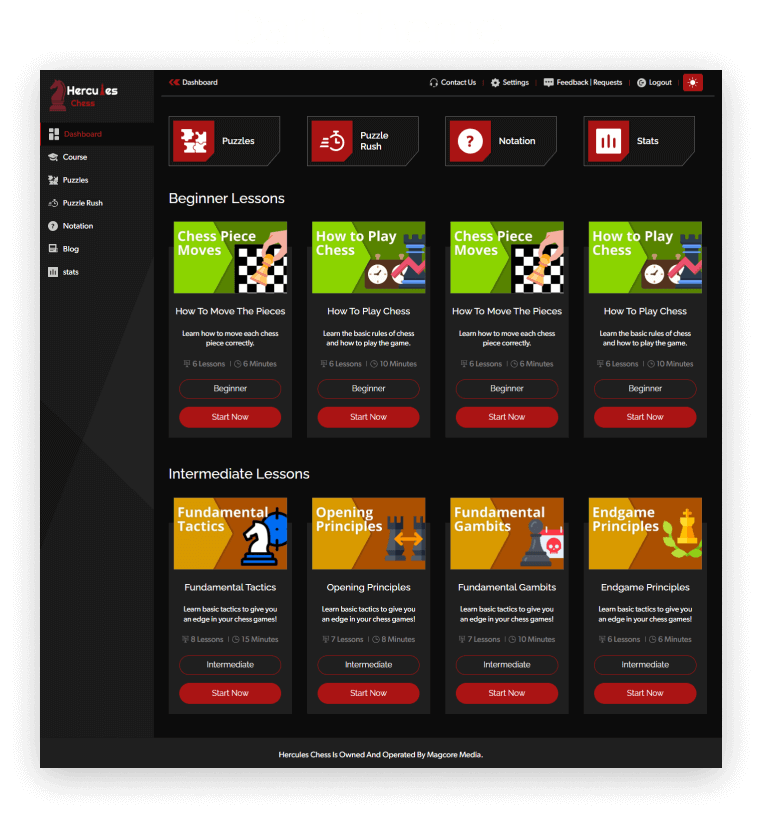 Hercules
Chess
Dashboard
Course
Puzzles
Puzzle Rush
Notation
Blog
stats
Dashboard
Contact Us
Settings
Feedback | Requests
Logout
Puzzles
Puzzle
Rush
Notation
Stats
Beginner Lessons
Chess Piece
Moves
How To Move The Pieces
Learn how to move each chess
piece correctly.
6 Lessons | 6 Minutes
Beginner
Start Now
How to Play
Chess
How To Play Chess
Learn the basic rules of chess
and how to play the game.
6 Lessons | 10 Minutes
Beginner
Start Now
Chess Piece
Moves
How To Move The Pieces
Learn how to move each chess
piece correctly.
6 Lessons | 6 Minutes
Beginner
Start Now
How to Play
Chess
How To Play Chess
Learn the basic rules of chess
and how to play the game.
6 Lessons | 10 Minutes
Beginner
Start Now
Intermediate Lessons
Fundamental
Tactics
Fundamental Tactics
Learn basic tactics to give you
an edge in your chess games!
8 Lessons | 15 Minutes
Intermediate
Start Now
Opening
Principles
Opening Principles
Learn basic tactics to give you
an edge in your chess games!
7 Lessons | 8 Minutes
Intermediate
Start Now
Fundamental
Gambits
Fundamental Gambits
Learn basic tactics to give you
an edge in your chess games!
7 Lessons | 10 Minutes
Intermediate
Start Now
Endgame
Principles
Endgame Principles
Learn basic tactics to give you
an edge in your chess games!
6 Lessons | 6 Minutes
Intermediate
Start Now
Hercules Chess Is Owned And Operated By Magcore Media.